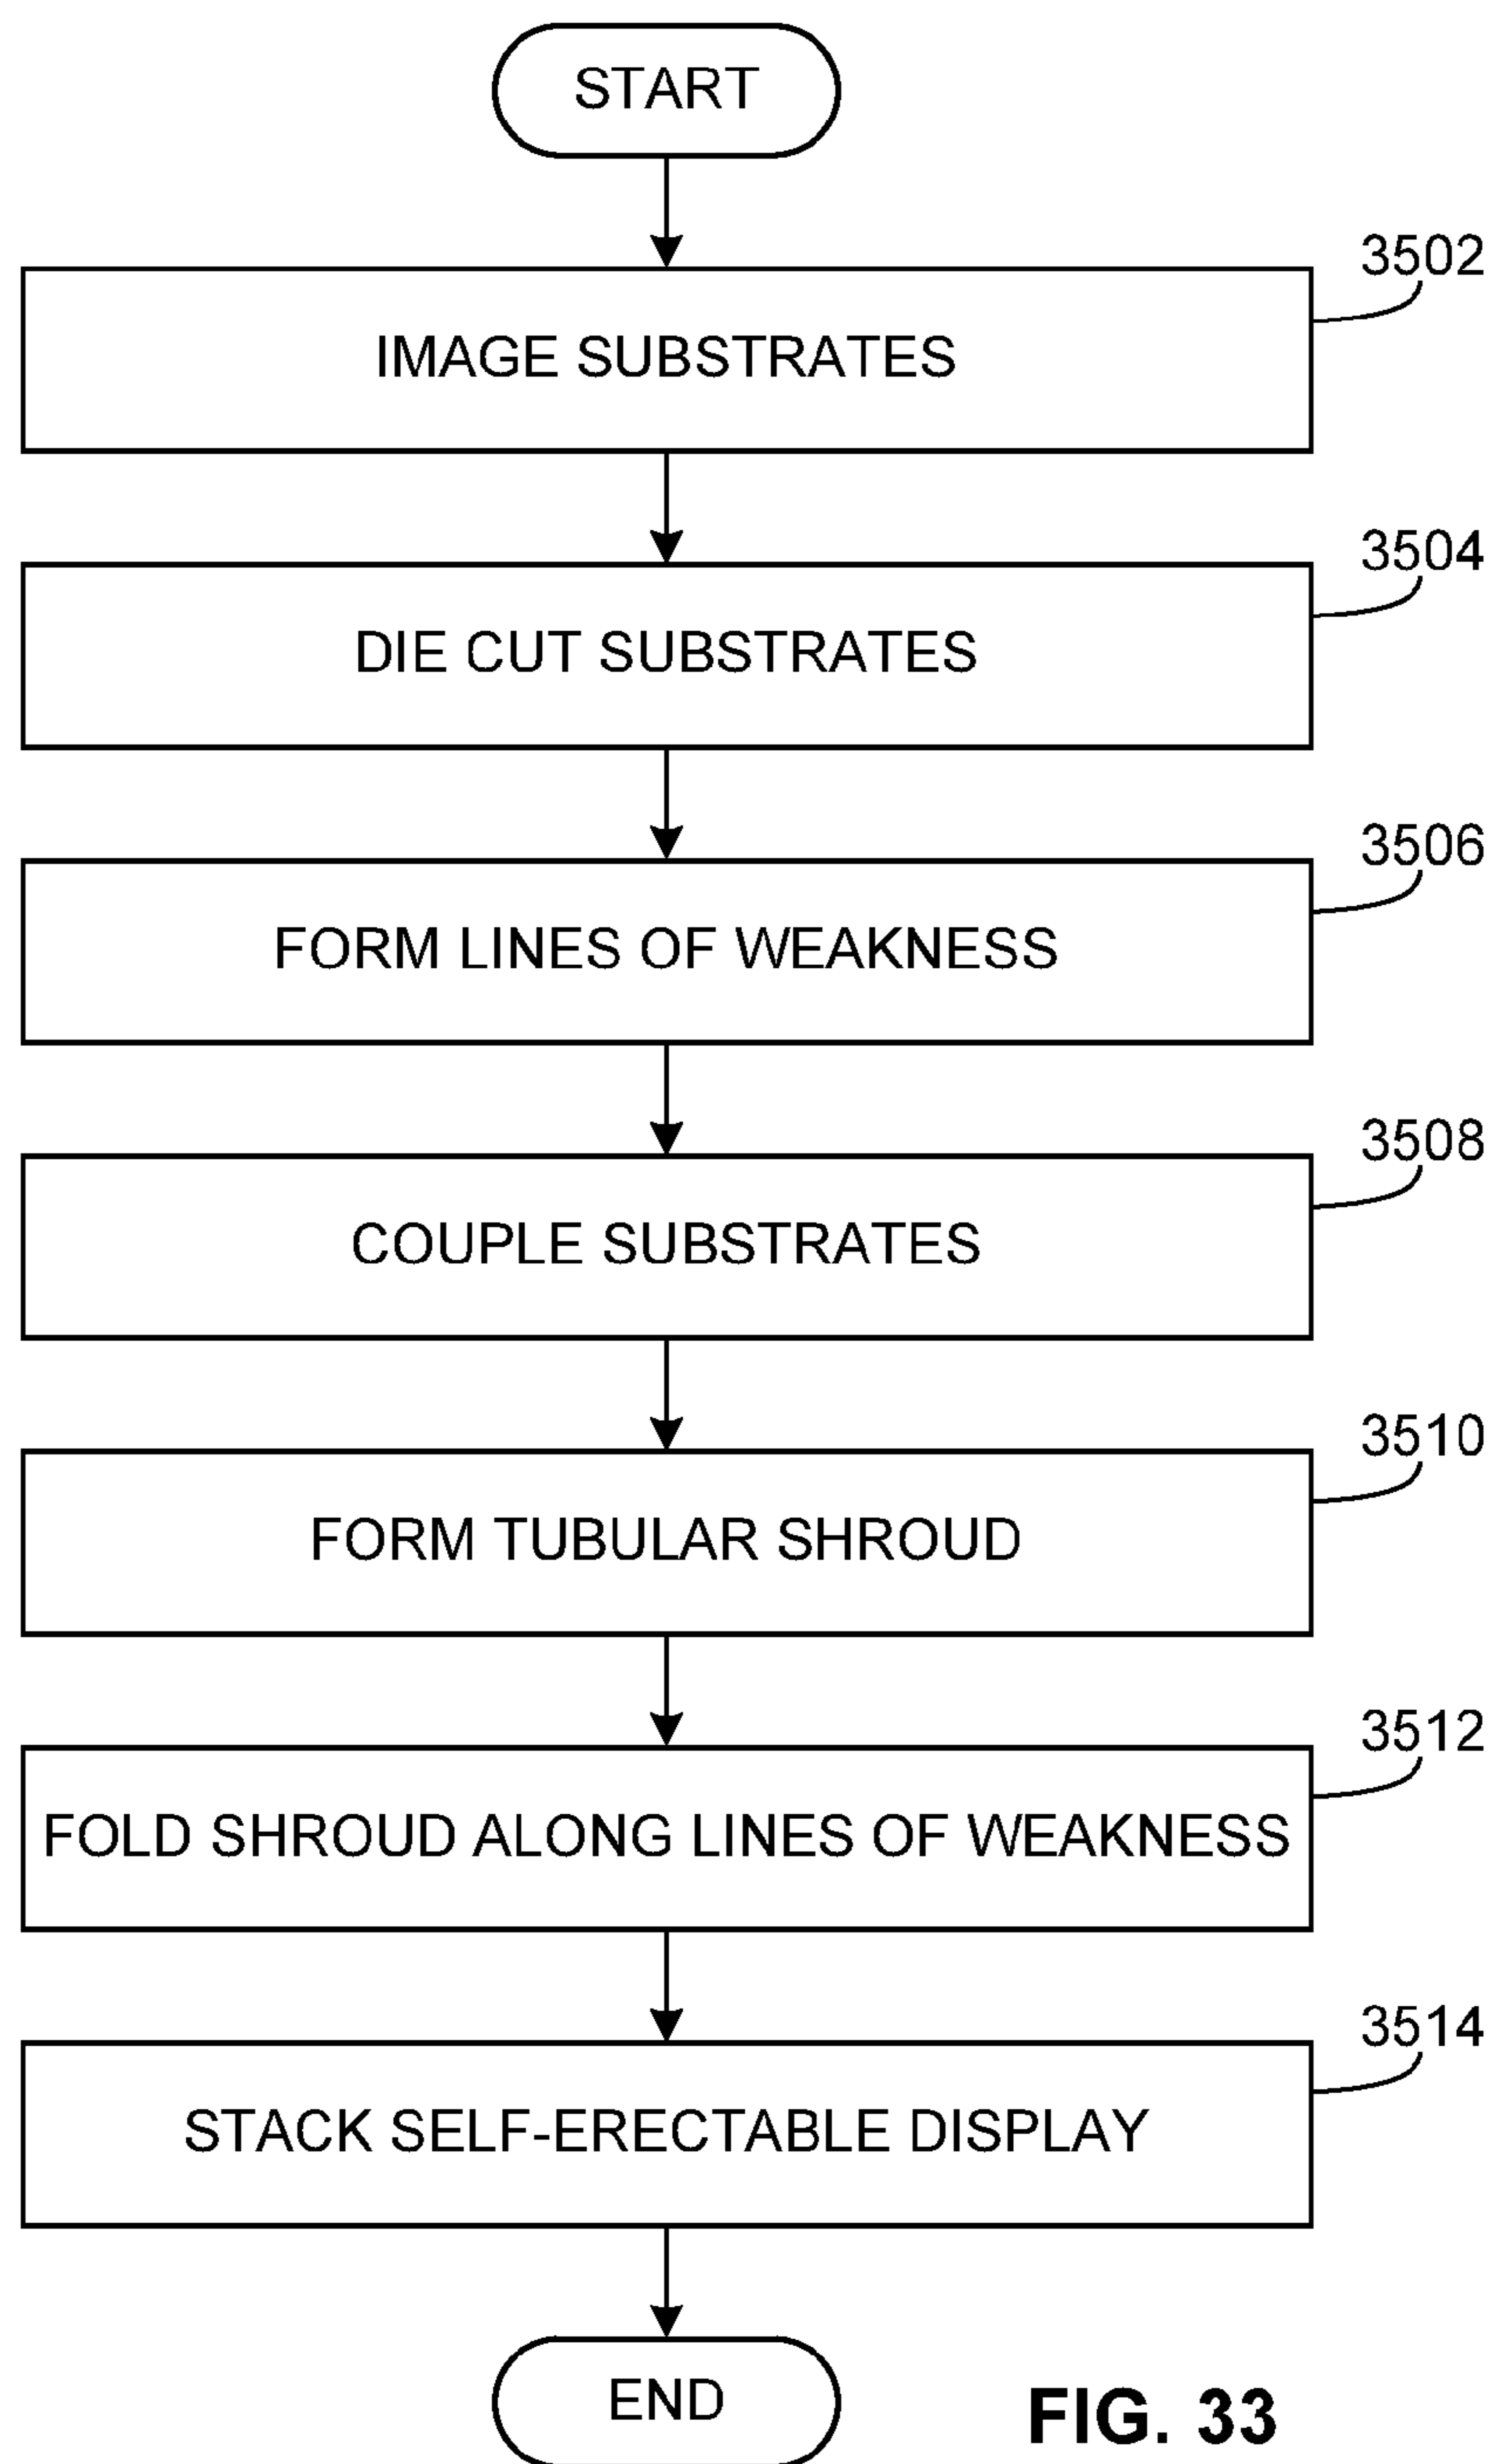 START
3502
IMAGE SUBSTRATES
3504
DIE CUT SUBSTRATES
3506
FORM LINES OF WEAKNESS
3508
COUPLE SUBSTRATES
3510
FORM TUBULAR SHROUD
3512
FOLD SHROUD ALONG LINES OF WEAKNESS
3514
STACK SELF-ERECTABLE DISPLAY
END
FIG. 33